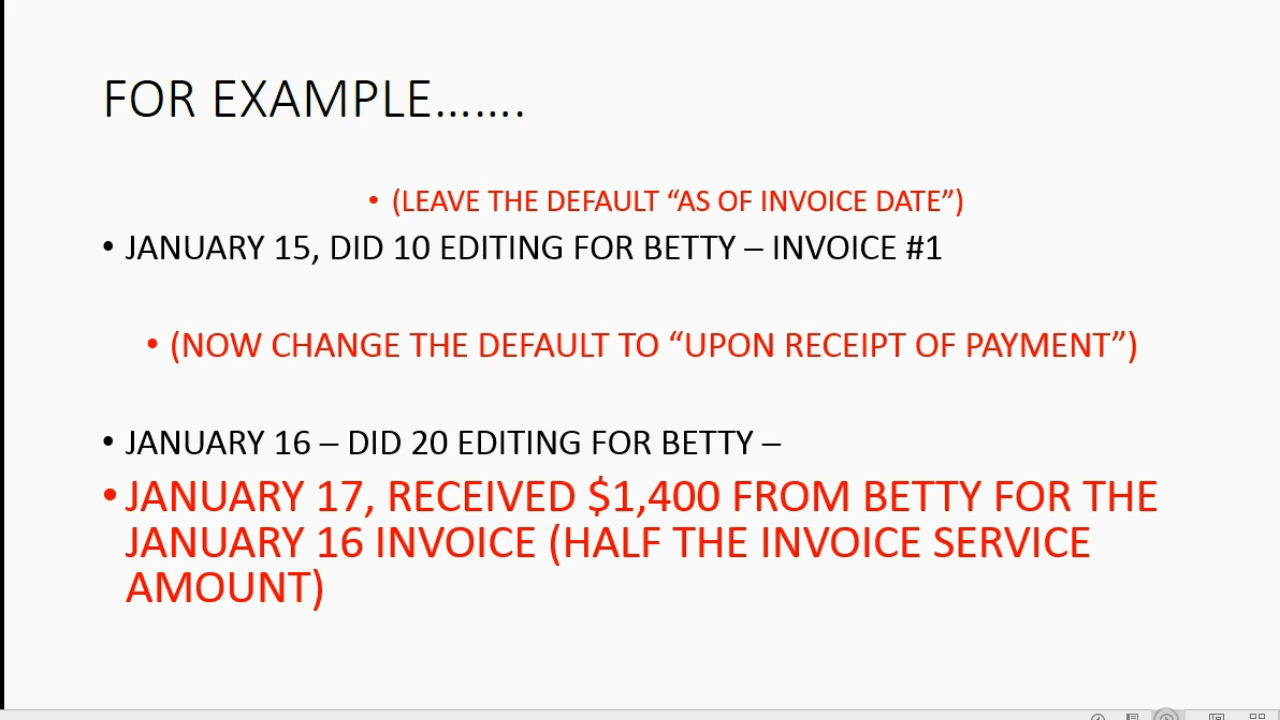 FOR EXAMPLE.......
• (LEAVE THE DEFAULT “AS OF INVOICE DATE”)
• JANUARY 15, DID 10 EDITING FOR BETTY – INVOICE #1
• (NOW CHANGE THE DEFAULT TO “UPON RECEIPT OF PAYMENT”)
• JANUARY 16 – DID 20 EDITING FOR BETTY –
• JANUARY 17, RECEIVED $1,400 FROM BETTY FOR THE
JANUARY 16 INVOICE (HALF THE INVOICE SERVICE
AMOUNT)